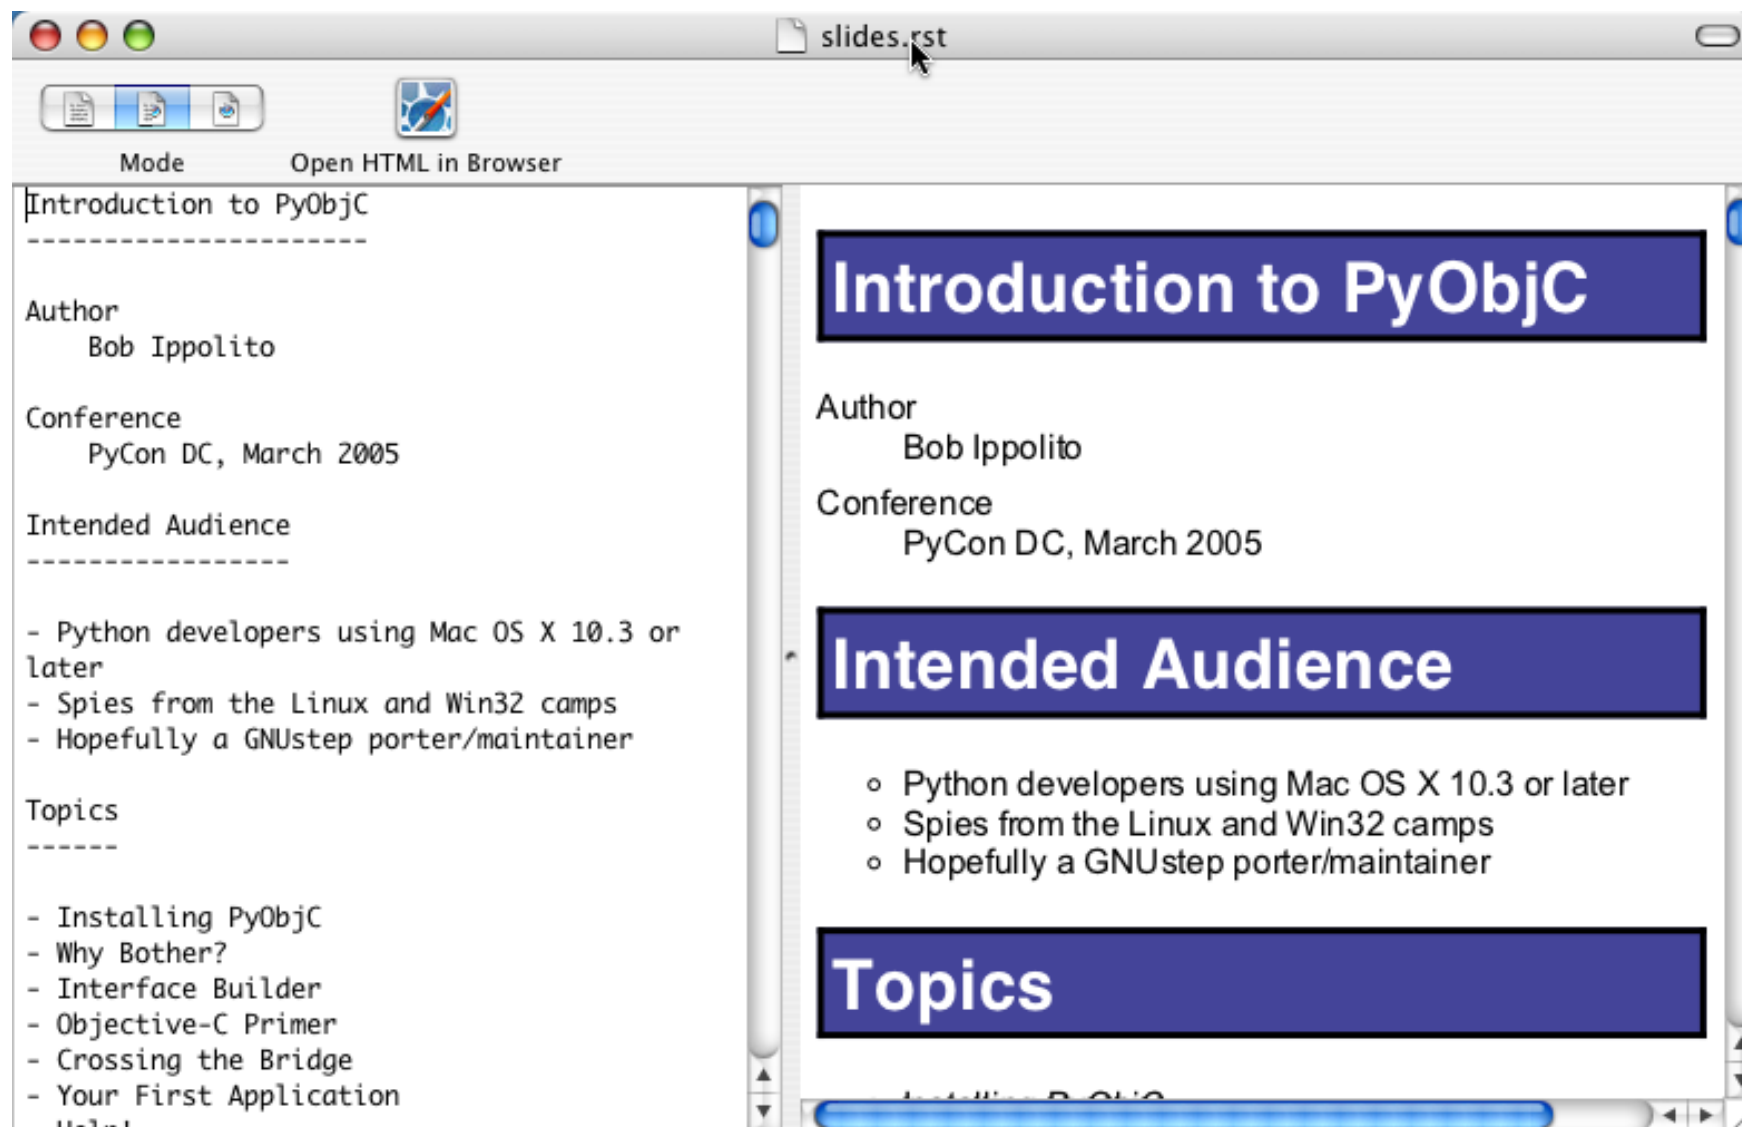 slides.rst
Mode
Open HTML in Browser
Introduction to PyObjC
----------------------
Author
Bob Ippolito
Conference
PyCon DC, March 2005
Intended Audience
-----------------
- Python developers using Mac OS X 10.3 or
later
- Spies from the Linux and Win32 camps
- Hopefully a GNUstep porter/maintainer
Topics
------
- Installing PyObjC
- Why Bother?
- Interface Builder
- Objective-C Primer
- Crossing the Bridge
- Your First Application
- Help!
Introduction to PyObjC
Author
Bob Ippolito
Conference
PyCon DC, March 2005
Intended Audience
Python developers using Mac OS X 10.3 or later
Spies from the Linux and Win32 camps
Hopefully a GNUstep porter/maintainer
Topics
Installing PyObjC